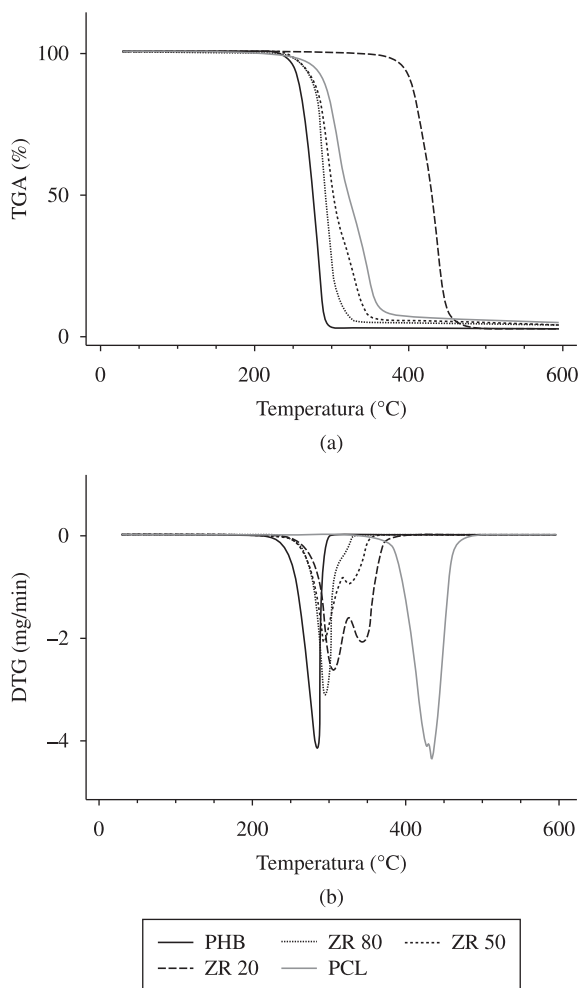 100
50
0
TGA (%)
0 200 400 600
Temperatura (°C)
(a)
0
−2
−4
DTG (mg/min)
0 200 400 600
Temperatura (°C)
(b)
PHB ZR 80 ZR 50
ZR 20 PCL